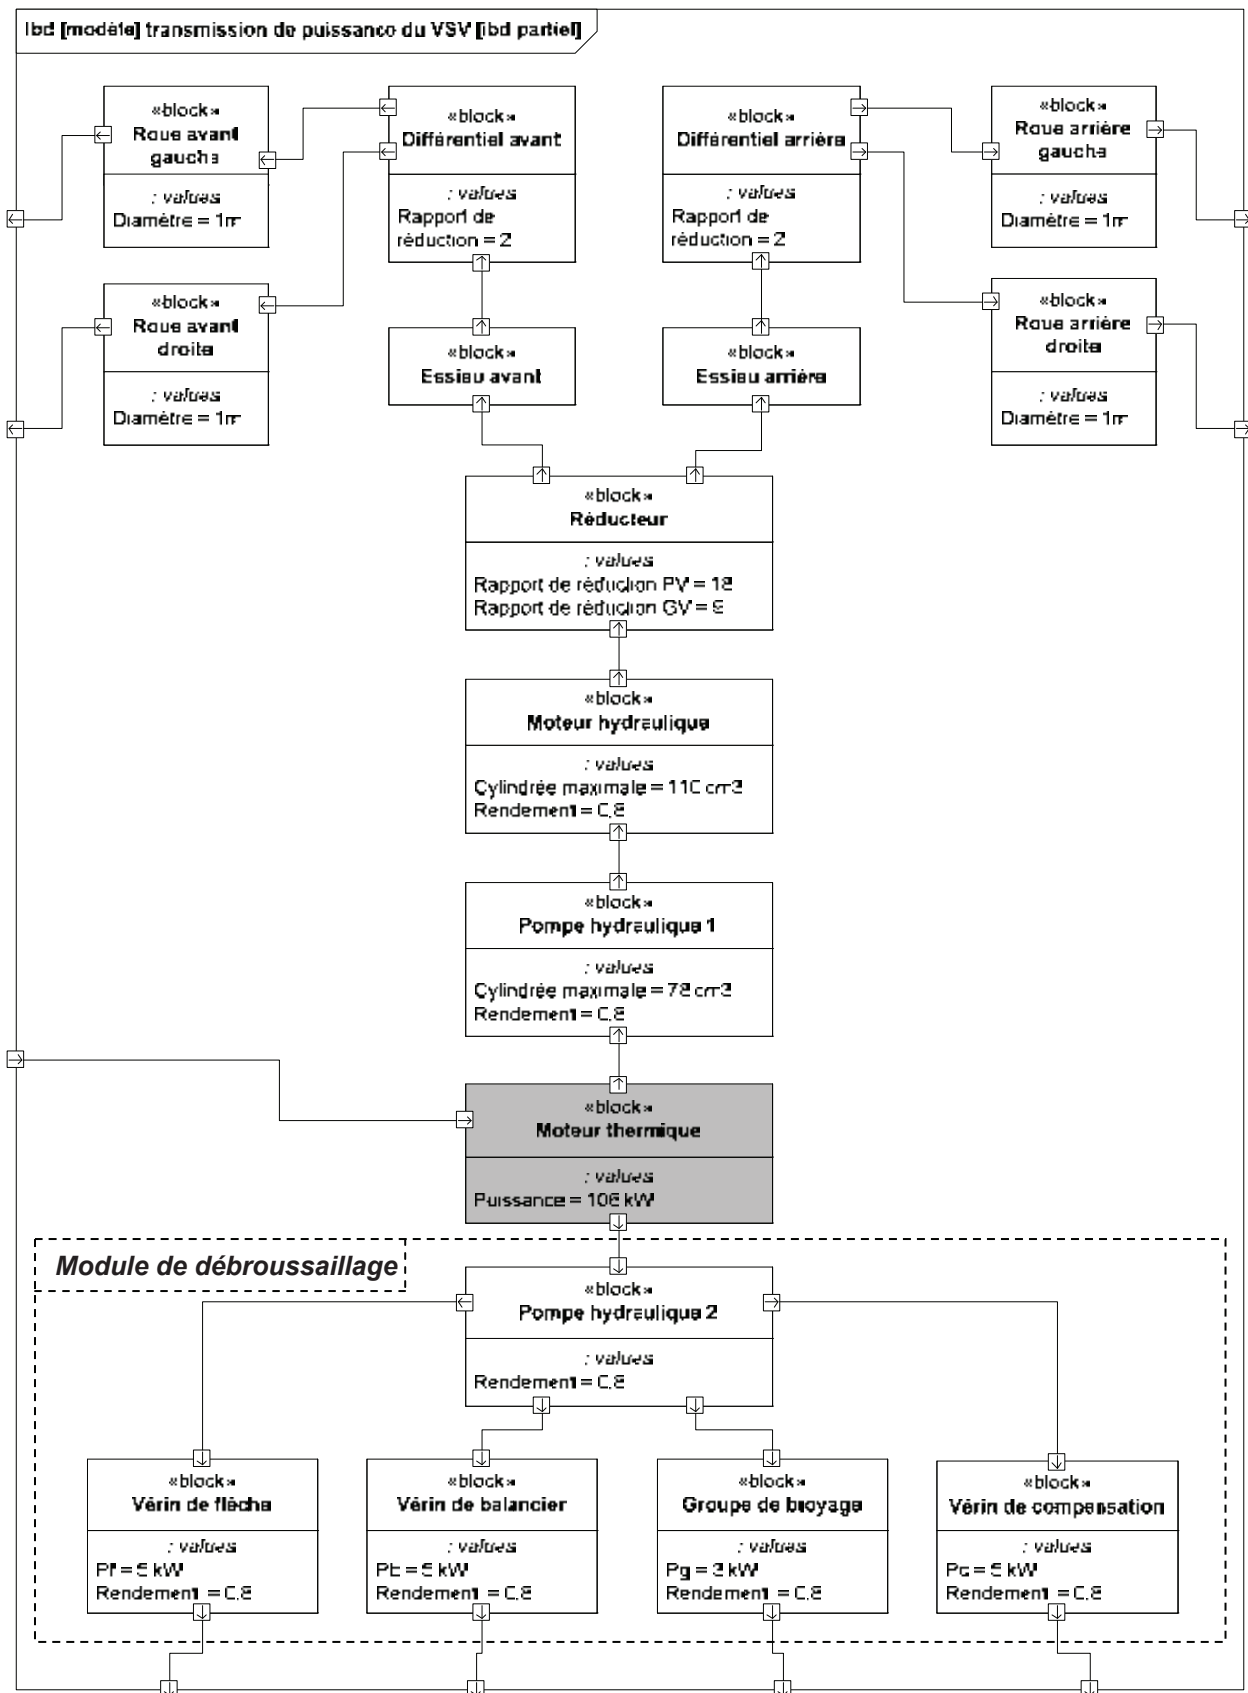 ibd [modèle] transmission de puissance du VSV [ibd partiel]
«block»
Roue avant
gauche
: values
Diamètre = 1m
«block»
Différentiel avant
: values
Rapport de
réduction = 2
«block»
Différentiel arrière
: values
Rapport de
réduction = 2
«block»
Roue arrière
gauche
: values
Diamètre = 1m
«block»
Roue avant
droite
: values
Diamètre = 1m
«block»
Essieu avant
«block»
Essieu arrière
«block»
Roue arrière
droite
: values
Diamètre = 1m
«block»
Réducteur
: values
Rapport de réduction PV = 18
Rapport de réduction GV = 9
«block»
Moteur hydraulique
: values
Cylindrée maximale = 110 cm3
Rendement = 0,8
«block»
Pompe hydraulique 1
: values
Cylindrée maximale = 78 cm3
Rendement = 0,8
«block»
Moteur thermique
: values
Puissance = 106 kW
Module de débroussaillage
«block»
Pompe hydraulique 2
: values
Rendement = 0,8
«block»
Vérin de flèche
: values
Pf = 5 kW
Rendement = 0,8
«block»
Vérin de balancier
: values
Pb = 5 kW
Rendement = 0,8
«block»
Groupe de broyage
: values
Pg = 3 kW
Rendement = 0,8
«block»
Vérin de compensation
: values
Pc = 5 kW
Rendement = 0,8